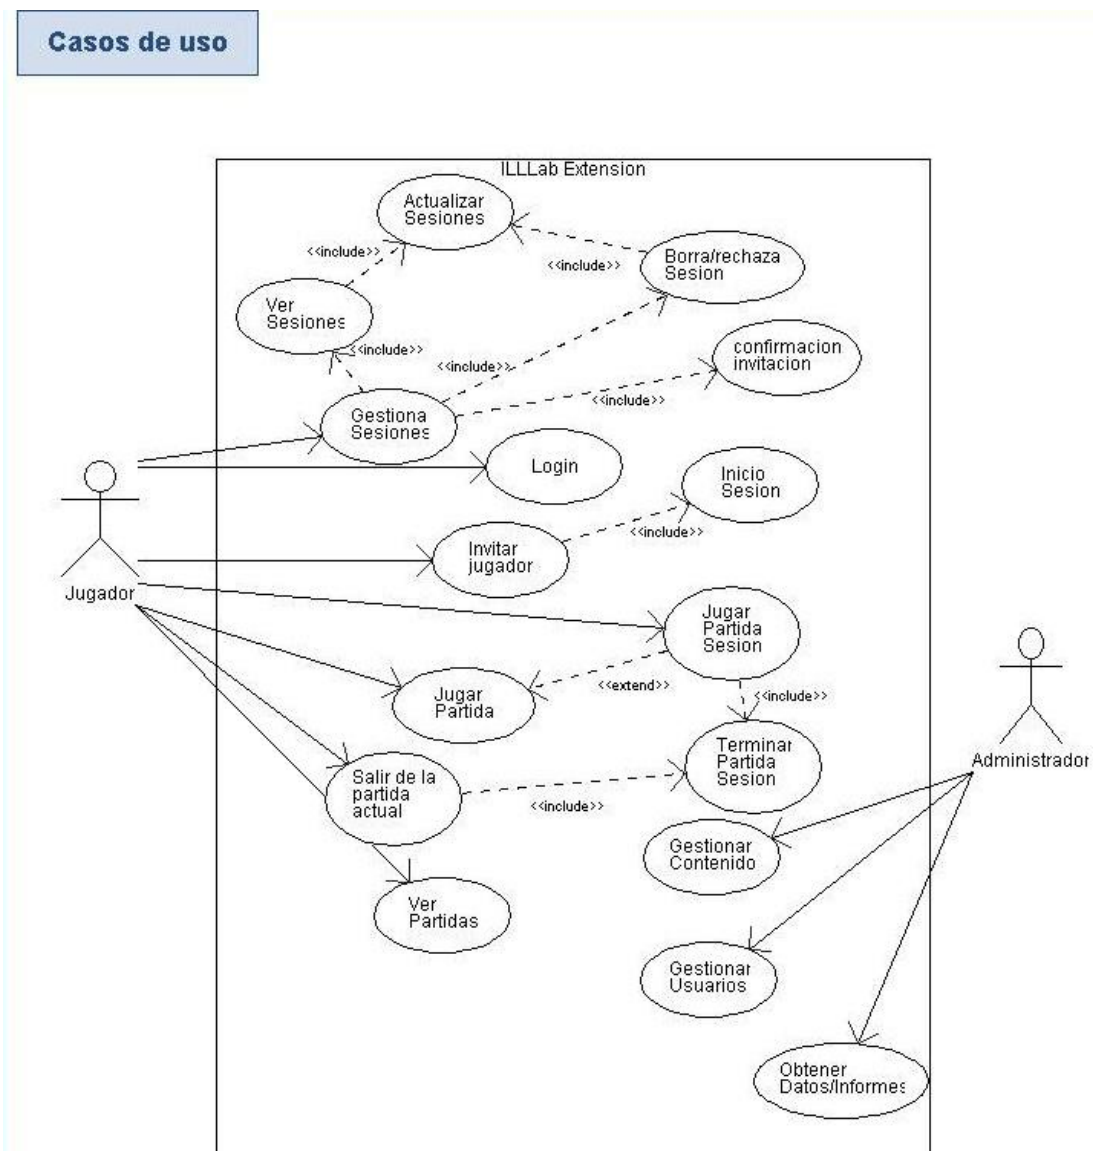 Casos de uso
ILLLab Extension
Actualizar
Sesiones
<<include>>
<<include>>
Borra/rechaza
Sesion
Ver
Sesiones
<<include>>
<<include>>
confirmacion
invitacion
<<include>>
Gestiona
Sesiones
Login
Inicio
Sesion
<<include>>
Invitar
jugador
Jugador
Jugar
Partida
Sesion
<<extend>>
<<include>>
Jugar
Partida
Terminar
Partida
Sesion
Administrador
Salir de la
partida
actual
<<include>>
Gestionar
Contenido
Ver
Partidas
Gestionar
Usuarios
Obtener
Datos/Informes